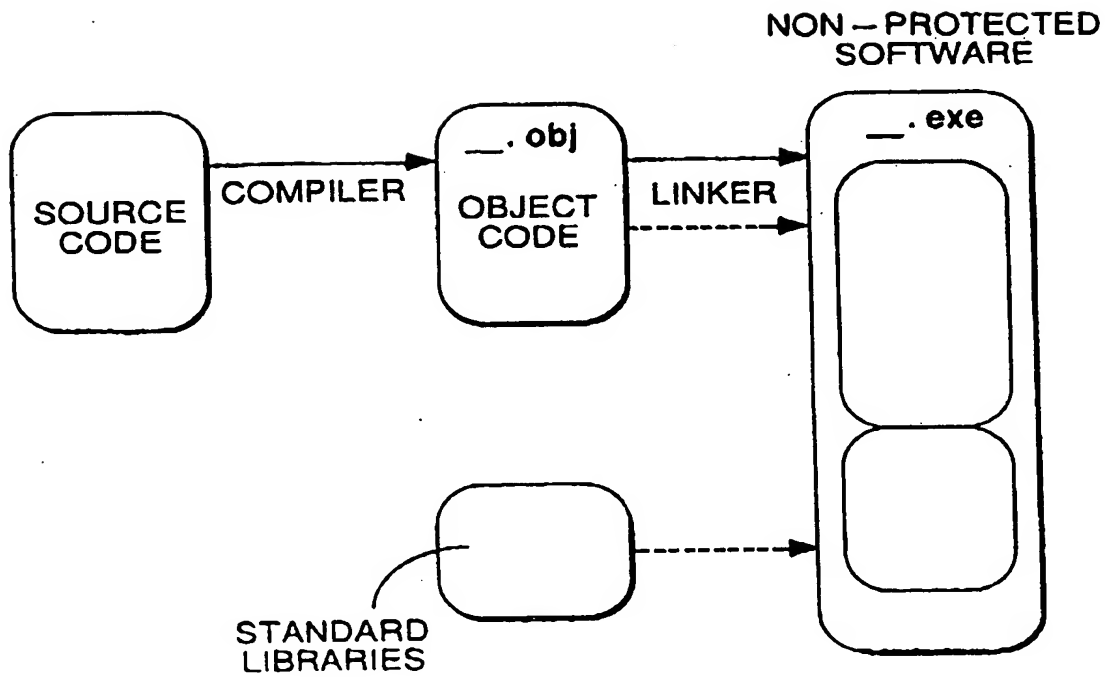 NON-PROTECTED
SOFTWARE
__.exe
__.obj
COMPILER
LINKER
SOURCE
CODE
OBJECT
CODE
STANDARD
LIBRARIES